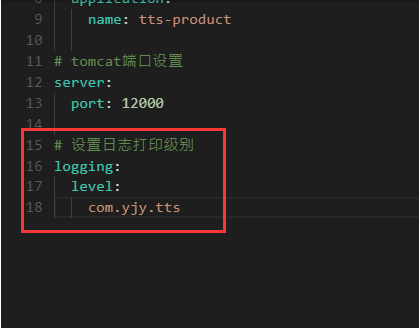 8 application:
9 name: tts-product
10
11 # tomcat端口设置
12 server:
13 port: 12000
14
15 # 设置日志打印级别
16 logging:
17 level:
18 com.yjy.tts